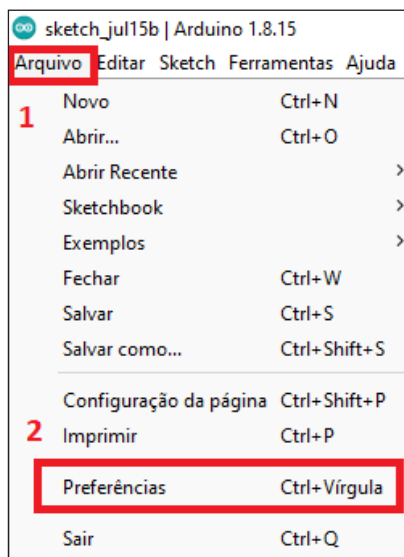 sketch_jul15b | Arduino 1.8.15
Arquivo Editar Sketch Ferramentas Ajuda
1
Novo Ctrl+N
Abrir... Ctrl+O
Abrir Recente
Sketchbook
Exemplos
Fechar Ctrl+W
Salvar Ctrl+S
Salvar como... Ctrl+Shift+S
Configuração da página Ctrl+Shift+P
2
Imprimir Ctrl+P
Preferências Ctrl+Vírgula
Sair Ctrl+Q